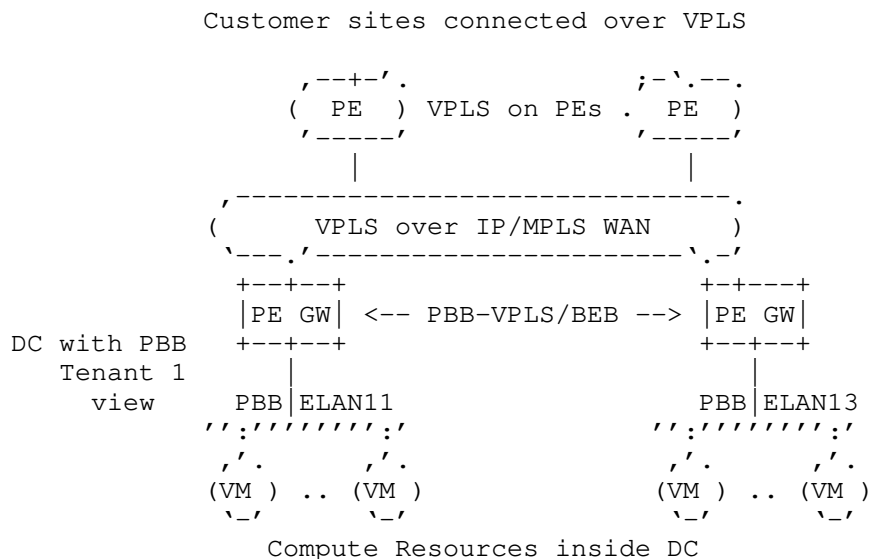 Customer sites connected over VPLS
( PE ) VPLS on PEs . PE )
( VPLS over IP/MPLS WAN )
|PE GW| <-- PBB-VPLS/BEB --> |PE GW|
DC with PBB
Tenant 1
view PBB|ELAN11 PBB|ELAN13
(VM ) .. (VM ) (VM ) .. (VM )
Compute Resources inside DC